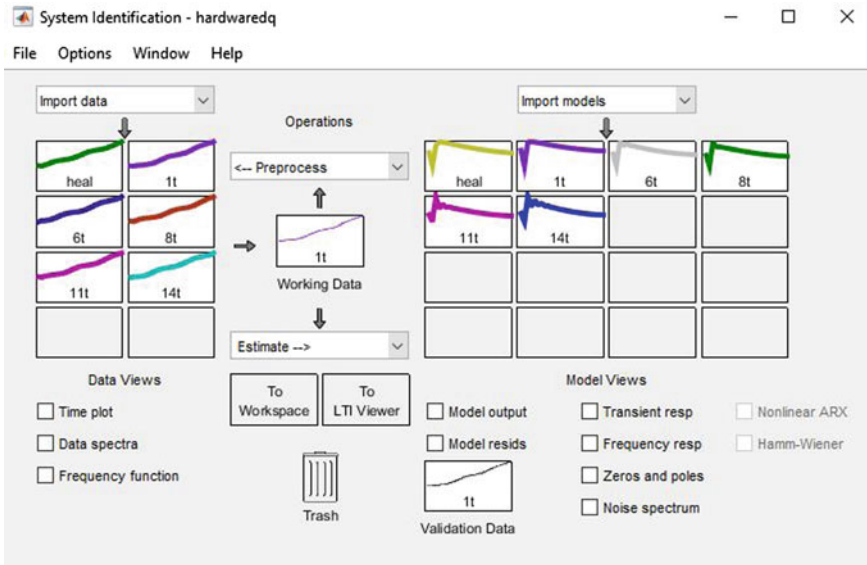 System Identification - hardwaredq
File Options Window Help
Import data
Import models
Operations
<-- Preprocess
heal 1t
6t 8t
11t 14t
1t
Working Data
heal 1t 6t 8t
11t 14t
Estimate -->
Data Views
Time plot
Data spectra
Frequency function
To Workspace
To LTI Viewer
Trash
Model Views
Model output
Model resids
Transient resp
Frequency resp
Zeros and poles
Noise spectrum
Nonlinear ARX
Hamm-Wiener
1t
Validation Data